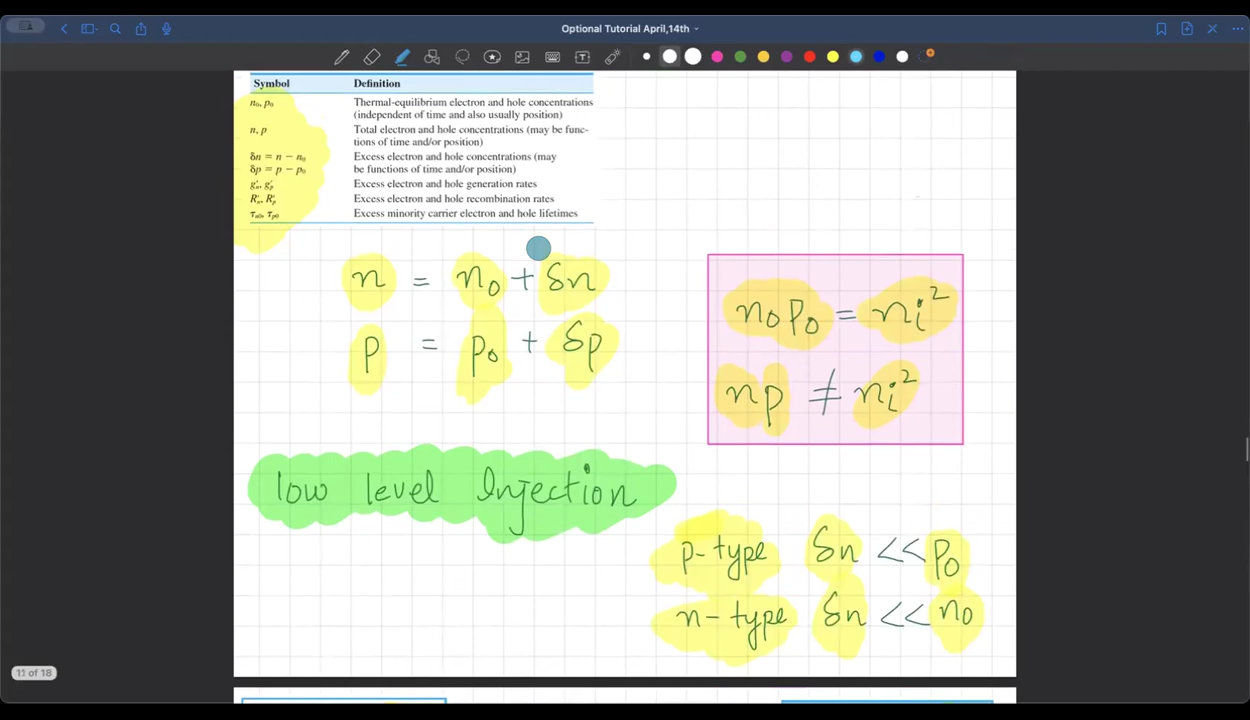 Optional Tutorial April,14th
Symbol Definition
n₀, p₀ Thermal-equilibrium electron and hole concentrations
(independent of time and also usually position)
n, p Total electron and hole concentrations (may be func-
tions of time and/or position)
δn = n − n₀ Excess electron and hole concentrations (may
δp = p − p₀ be functions of time and/or position)
g′ₙ, g′ₚ Excess electron and hole generation rates
R′ₙ, R′ₚ Excess electron and hole recombination rates
τₙ₀, τₚ₀ Excess minority carrier electron and hole lifetimes
n = n₀ + δn
p = p₀ + δp
n₀p₀ = nᵢ²
np ≠ nᵢ²
low level Injection
p-type δn << p₀
n-type δn << n₀
11 of 18